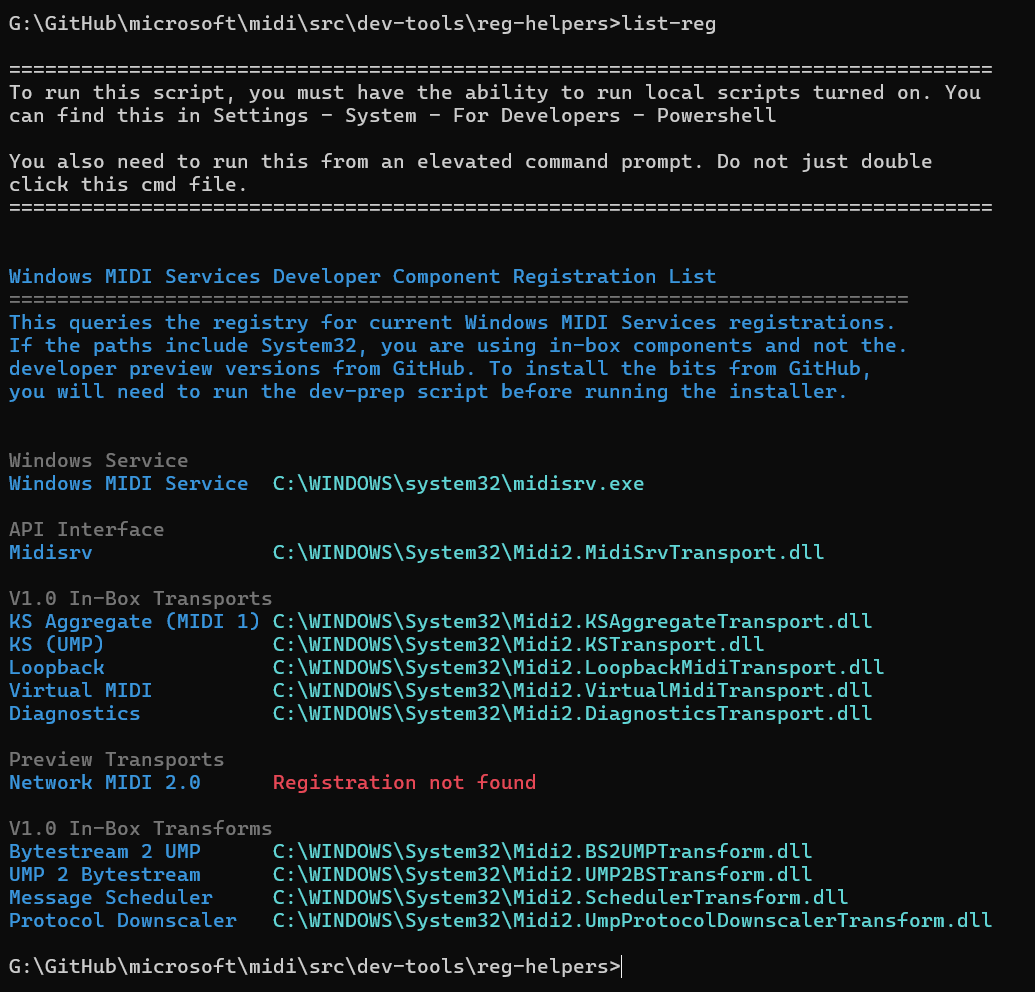 G:\GitHub\microsoft\midi\src\dev-tools\reg-helpers>list-reg
==================================================================================
To run this script, you must have the ability to run local scripts turned on. You
can find this in Settings - System - For Developers - Powershell
You also need to run this from an elevated command prompt. Do not just double
click this cmd file.
==================================================================================
Windows MIDI Services Developer Component Registration List
===========================================================================
This queries the registry for current Windows MIDI Services registrations.
If the paths include System32, you are using in-box components and not the.
developer preview versions from GitHub. To install the bits from GitHub,
you will need to run the dev-prep script before running the installer.
Windows Service
Windows MIDI Service  C:\WINDOWS\system32\midisrv.exe
API Interface
Midisrv               C:\WINDOWS\System32\Midi2.MidiSrvTransport.dll
V1.0 In-Box Transports
KS Aggregate (MIDI 1) C:\WINDOWS\System32\Midi2.KSAggregateTransport.dll
KS (UMP)              C:\WINDOWS\System32\Midi2.KSTransport.dll
Loopback              C:\WINDOWS\System32\Midi2.LoopbackMidiTransport.dll
Virtual MIDI          C:\WINDOWS\System32\Midi2.VirtualMidiTransport.dll
Diagnostics           C:\WINDOWS\System32\Midi2.DiagnosticsTransport.dll
Preview Transports
Network MIDI 2.0      Registration not found
V1.0 In-Box Transforms
Bytestream 2 UMP      C:\WINDOWS\System32\Midi2.BS2UMPTransform.dll
UMP 2 Bytestream      C:\WINDOWS\System32\Midi2.UMP2BSTransform.dll
Message Scheduler     C:\WINDOWS\System32\Midi2.SchedulerTransform.dll
Protocol Downscaler   C:\WINDOWS\System32\Midi2.UmpProtocolDownscalerTransform.dll
G:\GitHub\microsoft\midi\src\dev-tools\reg-helpers>